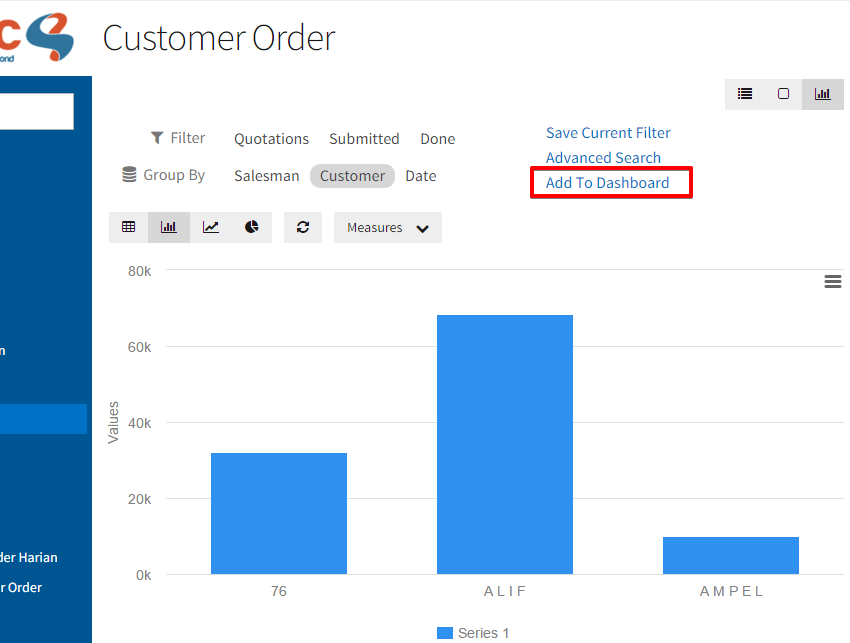 C
ond
Customer Order
Filter Quotations Submitted Done
Group By Salesman Customer Date
Save Current Filter
Advanced Search
Add To Dashboard
Measures
80k
60k
40k
20k
0k
Values
76 ALIF AMPEL
Series 1
n
der Harian
r Order